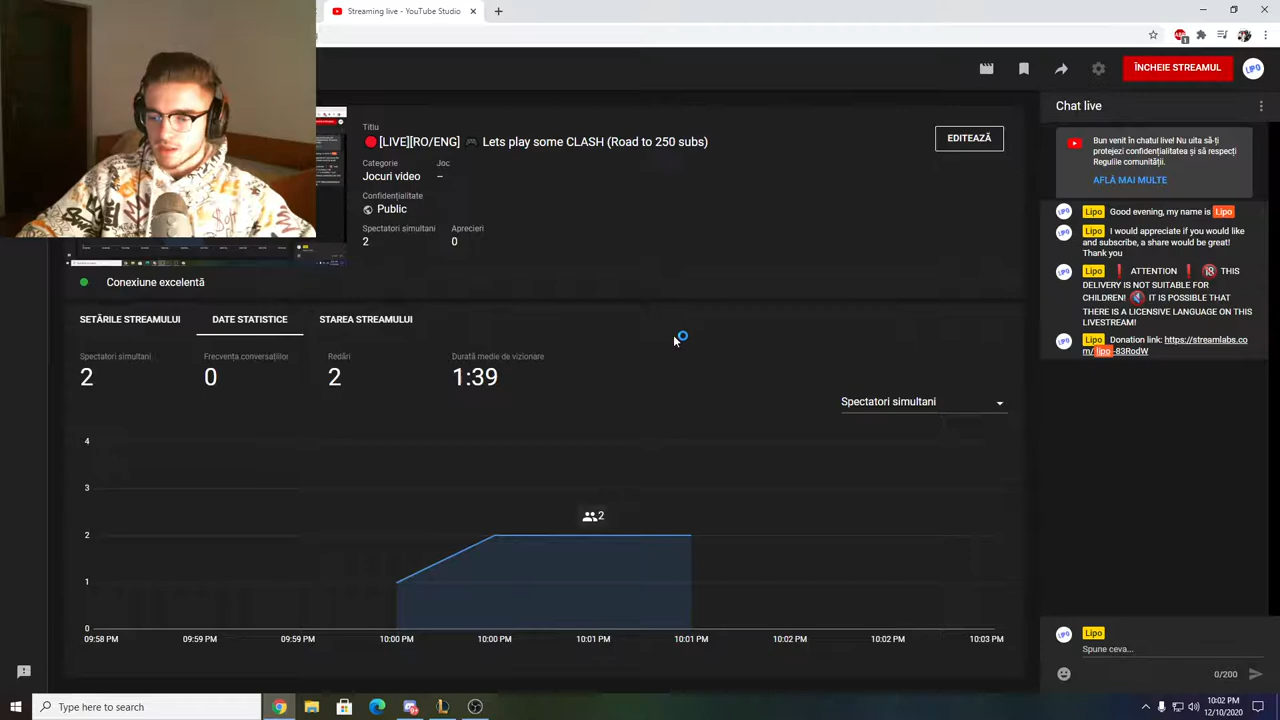 Streaming live - YouTube Studio
1
ÎNCHEIE STREAMUL
LIPO
Titlu
[LIVE][RO/ENG] 🎮 Lets play some CLASH (Road to 250 subs)
EDITEAZĂ
Categorie
Joc
Jocuri video
–
Confidențialitate
Public
Spectatori simultani
Aprecieri
2
0
Conexiune excelentă
SETĂRILE STREAMULUI
DATE STATISTICE
STAREA STREAMULUI
Spectatori simultani
Frecvența conversațiilor
Redări
Durată medie de vizionare
2
0
2
1:39
Spectatori simultani
4
3
2
1
0
2
09:58 PM
09:59 PM
09:59 PM
10:00 PM
10:00 PM
10:01 PM
10:01 PM
10:02 PM
10:02 PM
10:03 PM
Chat live
Bun venit în chatul live! Nu uita să-ți
protejezi confidențialitatea și să respecți
Regulile comunității.
AFLĂ MAI MULTE
Lipo Good evening, my name is Lipo
Lipo I would appreciate if you would like
and subscribe, a share would be great!
Thank you
Lipo ❗ ATTENTION ❗ 🔞 THIS
DELIVERY IS NOT SUITABLE FOR
CHILDREN! 🔇 IT IS POSSIBLE THAT
THERE IS A LICENSIVE LANGUAGE ON THIS
LIVESTREAM!
Lipo Donation link: https://streamlabs.co
m/lipo-83RodW
Lipo
Spune ceva...
0/200
Type here to search
10:02 PM
12/10/2020